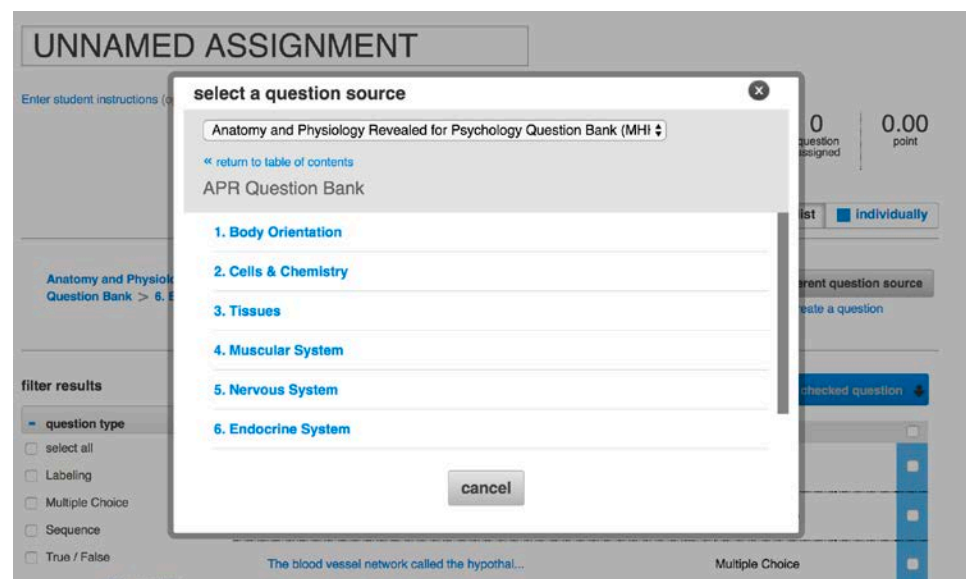 UNNAMED ASSIGNMENT
Enter student instructions
select a question source
Anatomy and Physiology Revealed for Psychology Question Bank (MHI
« return to table of contents
APR Question Bank
0
question
assigned
0.00
point
list
individually
1. Body Orientation
2. Cells & Chemistry
3. Tissues
4. Muscular System
5. Nervous System
6. Endocrine System
cancel
Anatomy and
Question Bank > 6.
question source
create a question
checked question
filter results
- question type
select all
Labeling
Multiple Choice
Sequence
True / False
The blood vessel network called the hypothal...
Multiple Choice